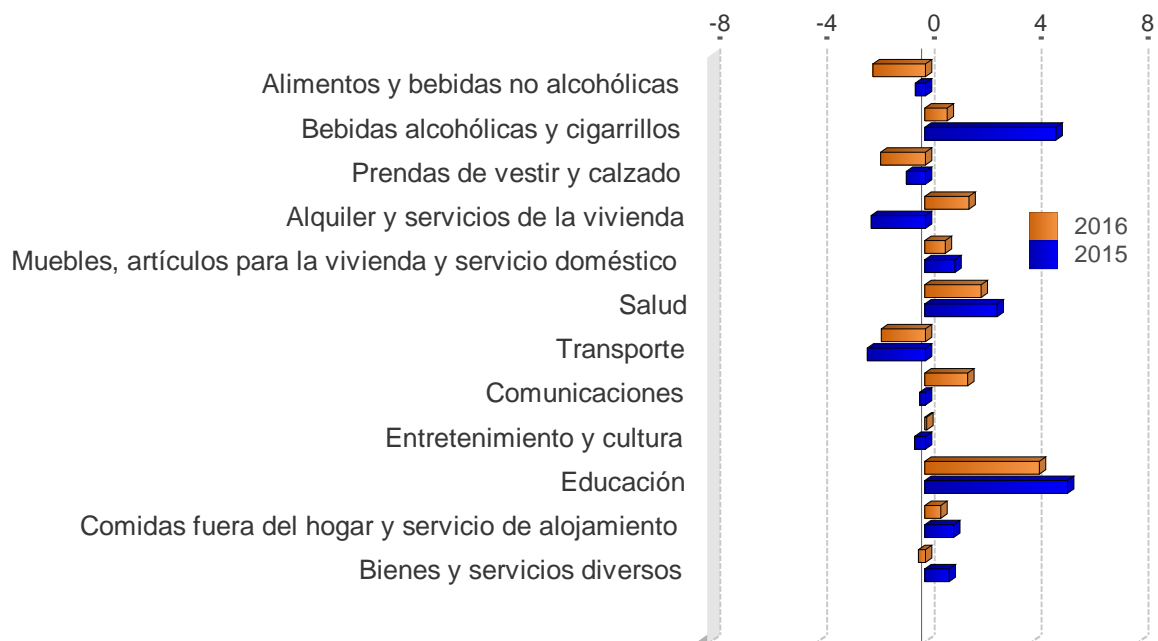 -8 -4 0 4 8
Alimentos y bebidas no alcohólicas
Bebidas alcohólicas y cigarrillos
Prendas de vestir y calzado
Alquiler y servicios de la vivienda
2016
2015
Muebles, artículos para la vivienda y servicio doméstico
Salud
Transporte
Comunicaciones
Entretenimiento y cultura
Educación
Comidas fuera del hogar y servicio de alojamiento
Bienes y servicios diversos